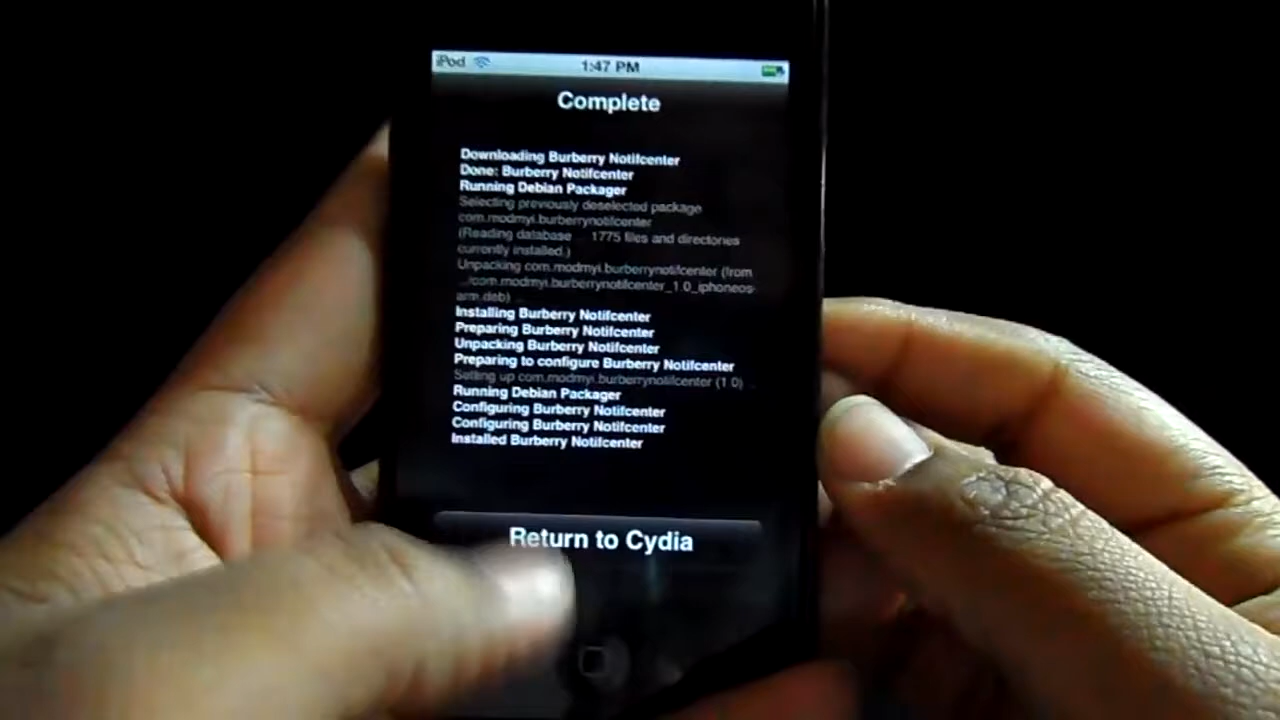 iPod 1:47 PM
Complete
Downloading Burberry Notifcenter
Done: Burberry Notifcenter
Running Debian Packager
Selecting previously deselected package
com.modmyi.burberrynotifcenter
(Reading database ... 1775 files and directories
currently installed.)
Unpacking com.modmyi.burberrynotifcenter (from
.../com.modmyi.burberrynotifcenter_1.0_iphoneos-
arm.deb) ...
Installing Burberry Notifcenter
Preparing Burberry Notifcenter
Unpacking Burberry Notifcenter
Preparing to configure Burberry Notifcenter
Setting up com.modmyi.burberrynotifcenter (1.0) ...
Running Debian Packager
Configuring Burberry Notifcenter
Configuring Burberry Notifcenter
Installed Burberry Notifcenter
Return to Cydia